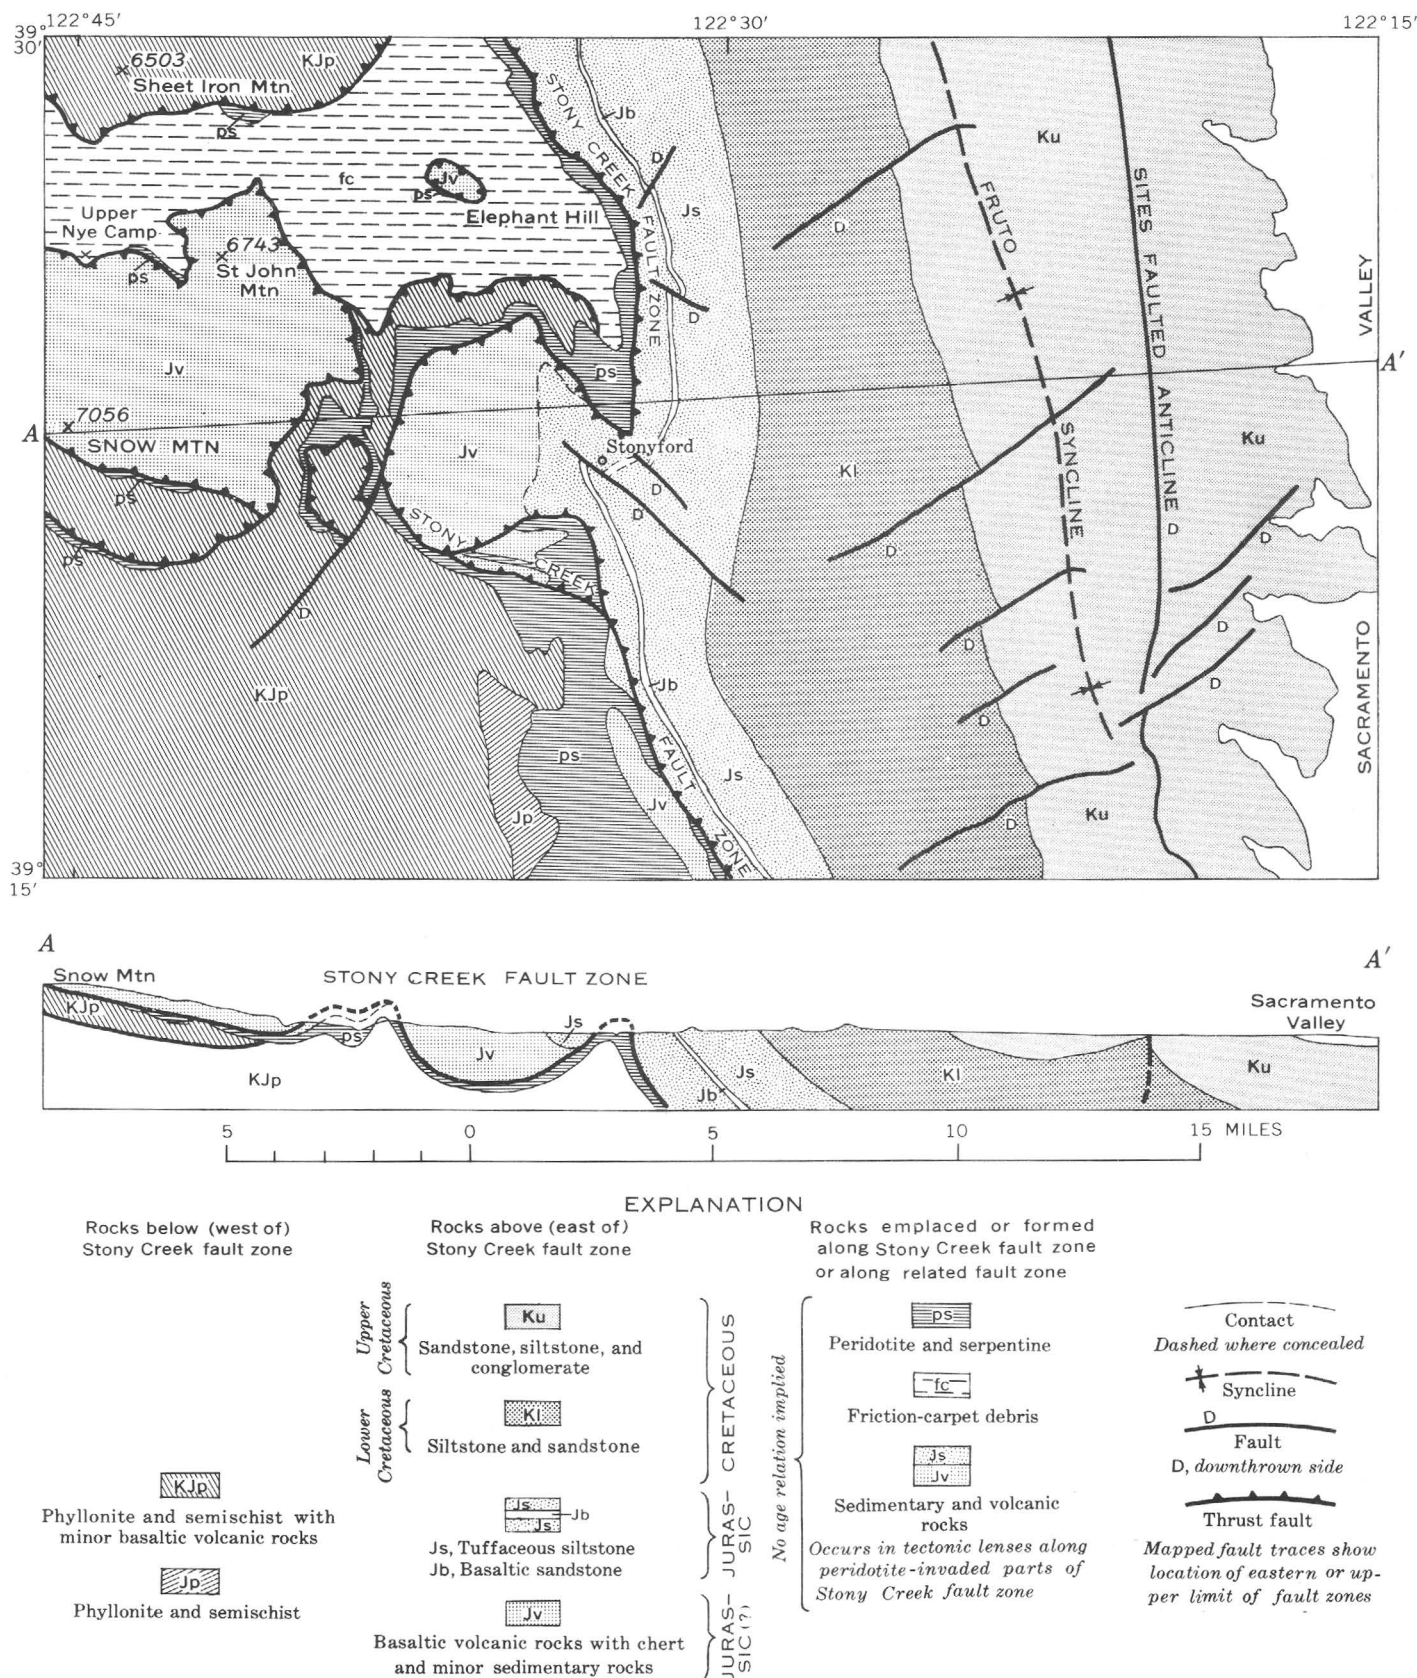 122°45′
122°30′
122°15′
39°
30′
6503
Sheet Iron Mtn
KJp
ps
STONY CREEK FAULT ZONE
Jb
D
Js
fc
Jv
ps
Elephant Hill
Upper
Nye Camp
ps
6743
St John
Mtn
D
Jv
ps
7056
A
SNOW MTN
ps
ps
Jv
Stonyford
D
D
STONY CREEK
FAULT ZONE
D
KJp
Jb
ps
Jp
Jv
Js
D
Kl
D
D
D
D
FRUTO SYNCLINE
Ku
SITES FAULTED ANTICLINE
D
Ku
D
D
D
Ku
A′
SACRAMENTO VALLEY
39°
15′
A
A′
Snow Mtn
STONY CREEK FAULT ZONE
Sacramento
Valley
KJp
ps
KJp
Jv
Js
Jb
Js
Kl
Ku
5 0 5 10 15 MILES
EXPLANATION
Rocks below (west of)
Stony Creek fault zone
KJp
Phyllonite and semischist with
minor basaltic volcanic rocks
Jp
Phyllonite and semischist
Rocks above (east of)
Stony Creek fault zone
Upper
Cretaceous
Ku
Sandstone, siltstone, and
conglomerate
Lower
Cretaceous
Kl
Siltstone and sandstone
CRETACEOUS
Js
Jb
Js
Js, Tuffaceous siltstone
Jb, Basaltic sandstone
JURAS-
SIC
Jv
Basaltic volcanic rocks with chert
and minor sedimentary rocks
JURAS-
SIC(?)
Rocks emplaced or formed
along Stony Creek fault zone
or along related fault zone
No age relation implied
ps
Peridotite and serpentine
fc
Friction-carpet debris
Js
Jv
Sedimentary and volcanic
rocks
Occurs in tectonic lenses along
peridotite-invaded parts of
Stony Creek fault zone
Contact
Dashed where concealed
Syncline
D
Fault
D, downthrown side
Thrust fault
Mapped fault traces show
location of eastern or up-
per limit of fault zones